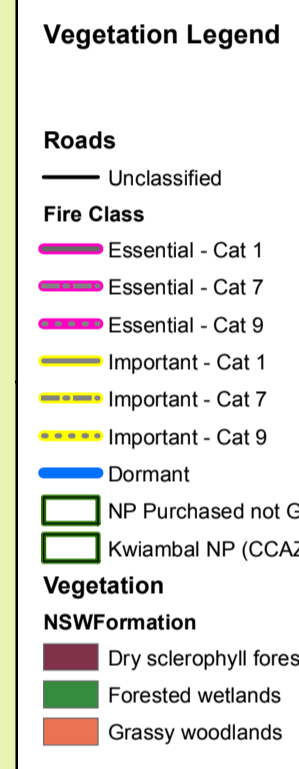 Vegetation Legend
Roads
Unclassified
Fire Class
Essential - Cat 1
Essential - Cat 7
Essential - Cat 9
Important - Cat 1
Important - Cat 7
Important - Cat 9
Dormant
NP Purchased not G
Kwiambal NP (CCAZ
Vegetation
NSWFormation
Dry sclerophyll fores
Forested wetlands
Grassy woodlands